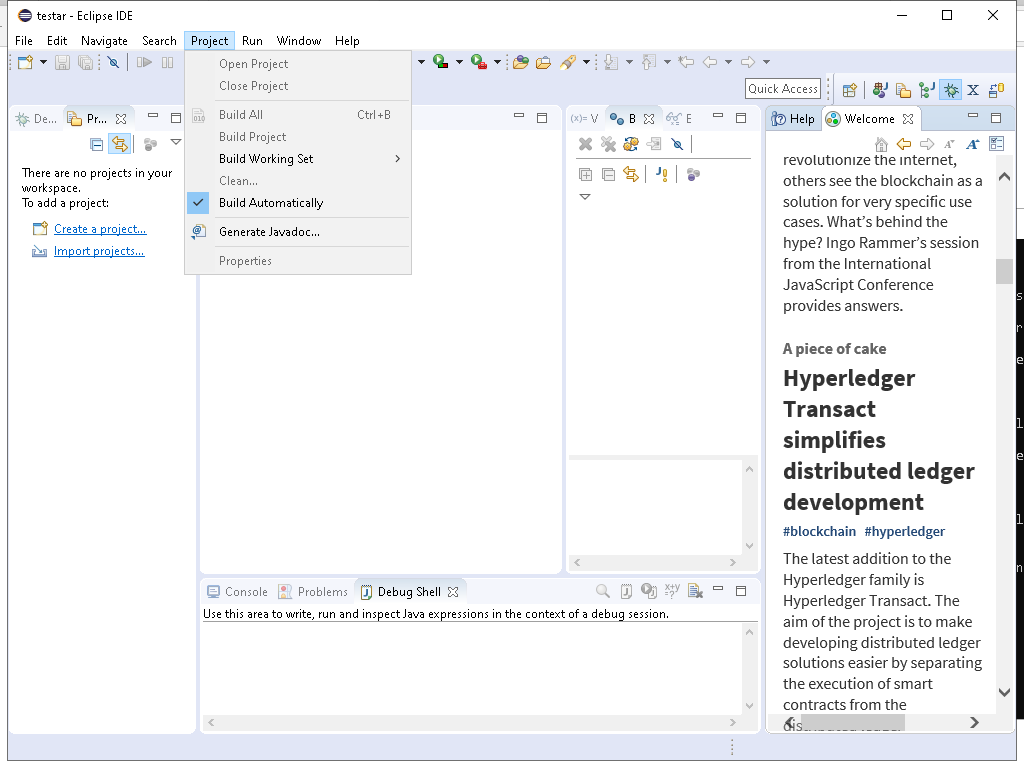 testar - Eclipse IDE
File Edit Navigate Search Project Run Window Help
Quick Access
De... Pr...
There are no projects in your
workspace.
To add a project:
Create a project...
Import projects...
Open Project
Close Project
Build All Ctrl+B
Build Project
Build Working Set
Clean...
Build Automatically
Generate Javadoc...
Properties
(x)= V B E
Help Welcome
revolutionize the Internet,
others see the blockchain as a
solution for very specific use
cases. What's behind the
hype? Ingo Rammer's session
from the International
JavaScript Conference
provides answers.
A piece of cake
Hyperledger
Transact
simplifies
distributed ledger
development
#blockchain #hyperledger
The latest addition to the
Hyperledger family is
Hyperledger Transact. The
aim of the project is to make
developing distributed ledger
solutions easier by separating
the execution of smart
contracts from the
distributed ledger
Console Problems Debug Shell
Use this area to write, run and inspect Java expressions in the context of a debug session.